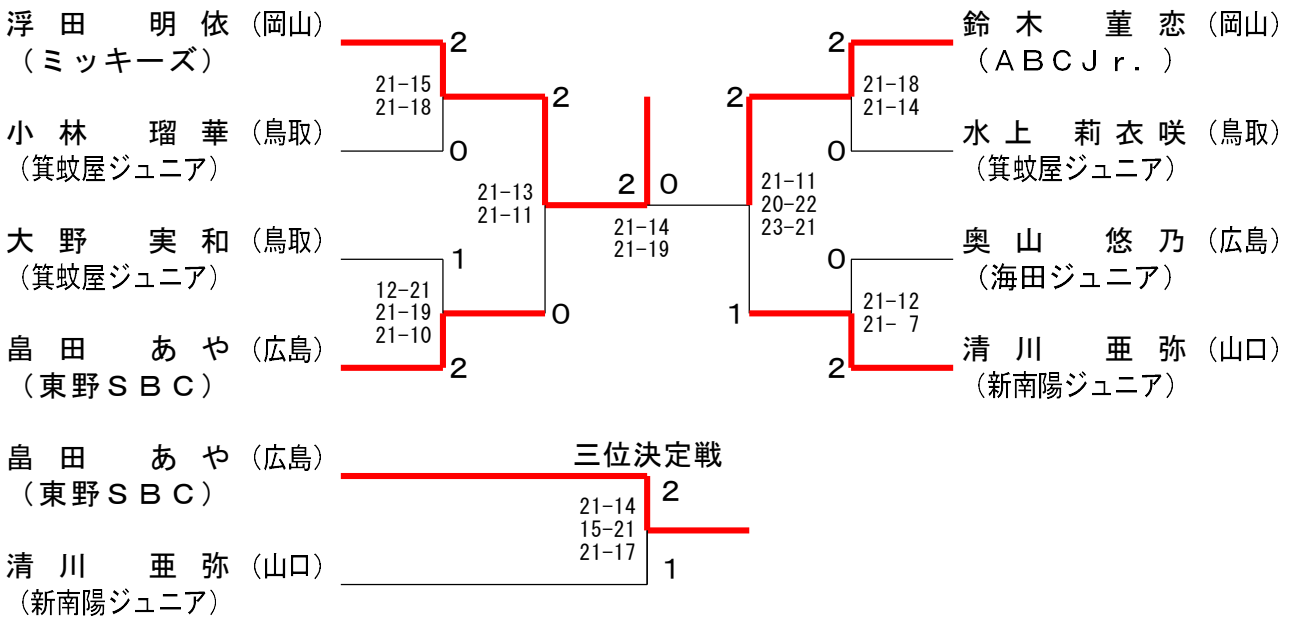 浮田 明依 (岡山)
(ミッキーズ)
小林 瑠華 (鳥取)
(箕蚊屋ジュニア)
大野 実和 (鳥取)
(箕蚊屋ジュニア)
畠田 あや (広島)
(東野ＳＢＣ)
2
21-15
21-18
0
1
12-21
21-19
21-10
2
2
21-13
21-11
0
2 0
21-14
21-19
2
21-11
20-22
23-21
1
2
21-18
21-14
0
0
21-12
21- 7
2
鈴木 菫恋 (岡山)
(ＡＢＣＪｒ．)
水上 莉衣咲 (鳥取)
(箕蚊屋ジュニア)
奥山 悠乃 (広島)
(海田ジュニア)
清川 亜弥 (山口)
(新南陽ジュニア)
三位決定戦
畠田 あや (広島)
(東野ＳＢＣ)
清川 亜弥 (山口)
(新南陽ジュニア)
2
21-14
15-21
21-17
1